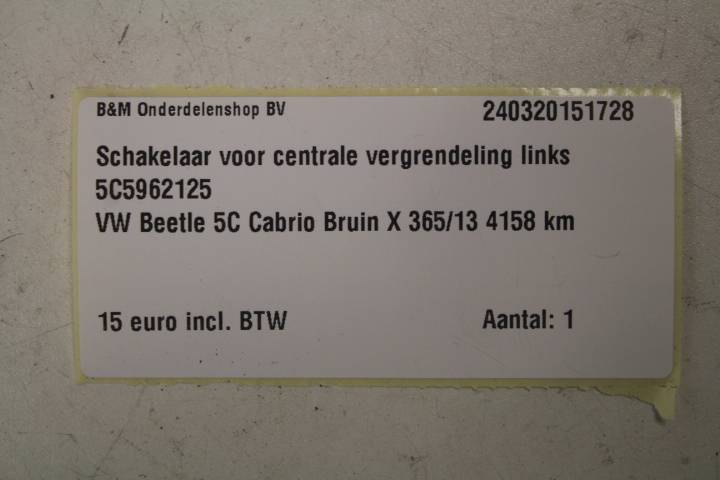 B&M Onderdelenshop BV 240320151728
Schakelaar voor centrale vergrendeling links
5C5962125
VW Beetle 5C Cabrio Bruin X 365/13 4158 km
15 euro incl. BTW Aantal: 1